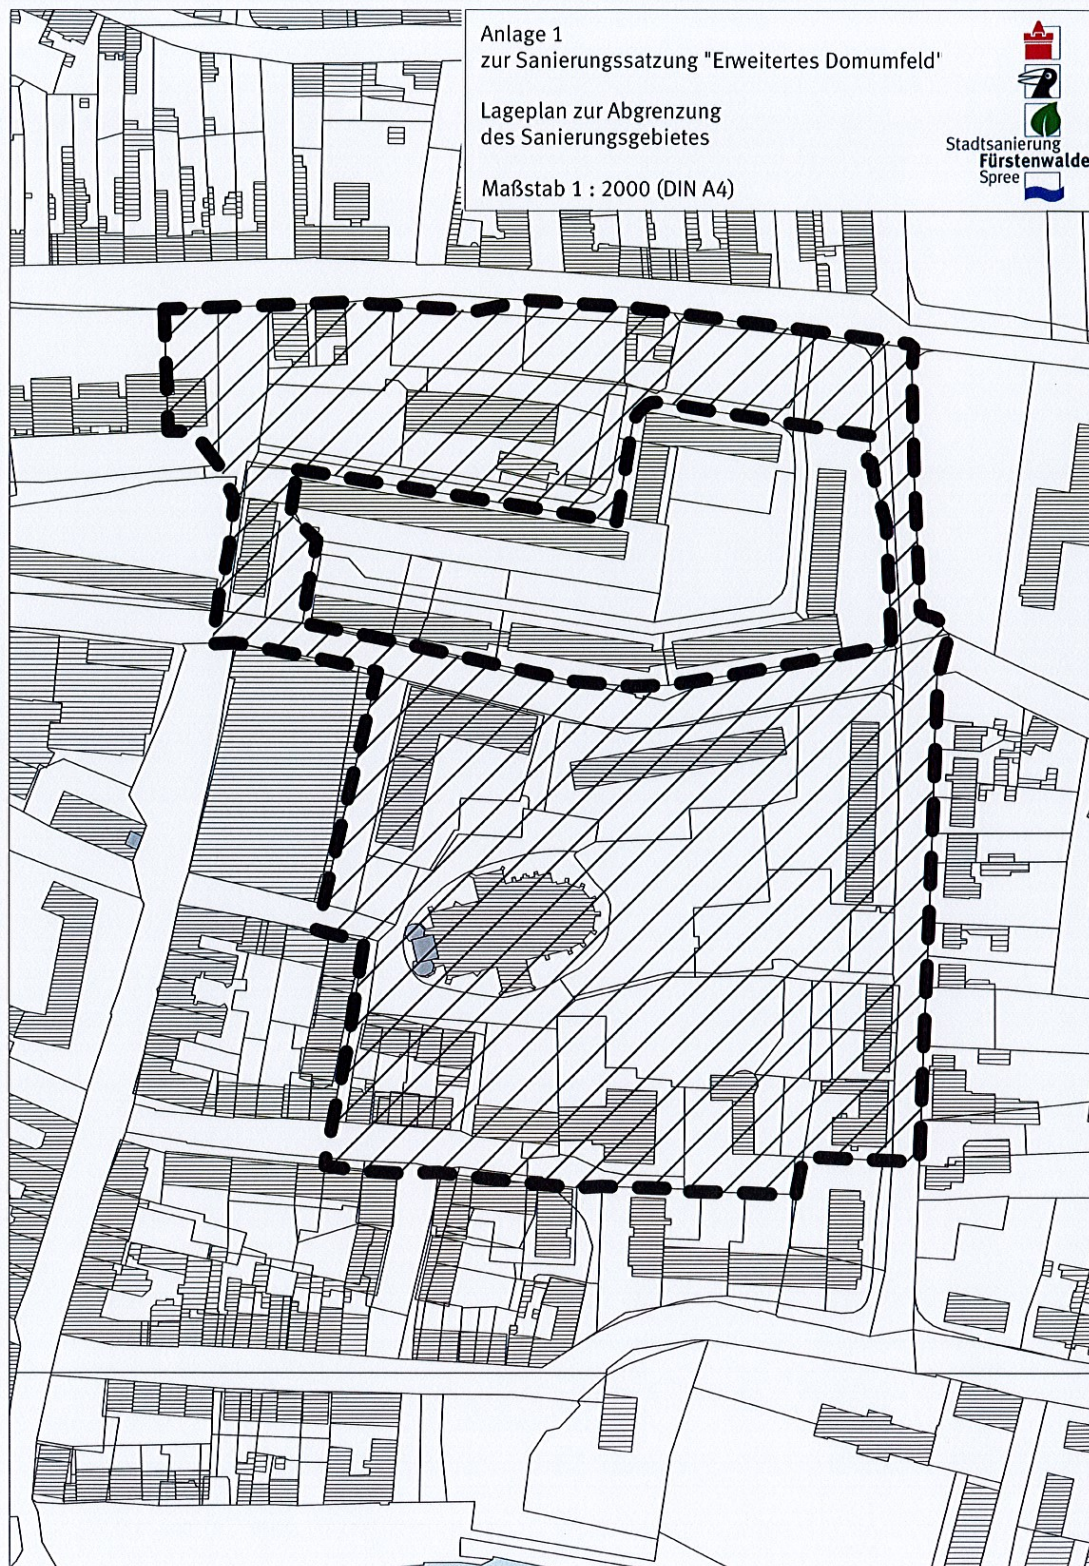 Anlage 1
zur Sanierungssatzung "Erweitertes Domumfeld"
Lageplan zur Abgrenzung
des Sanierungsgebietes
Maßstab 1 : 2000 (DIN A4)
Stadtsanierung
Fürstenwalde
Spree